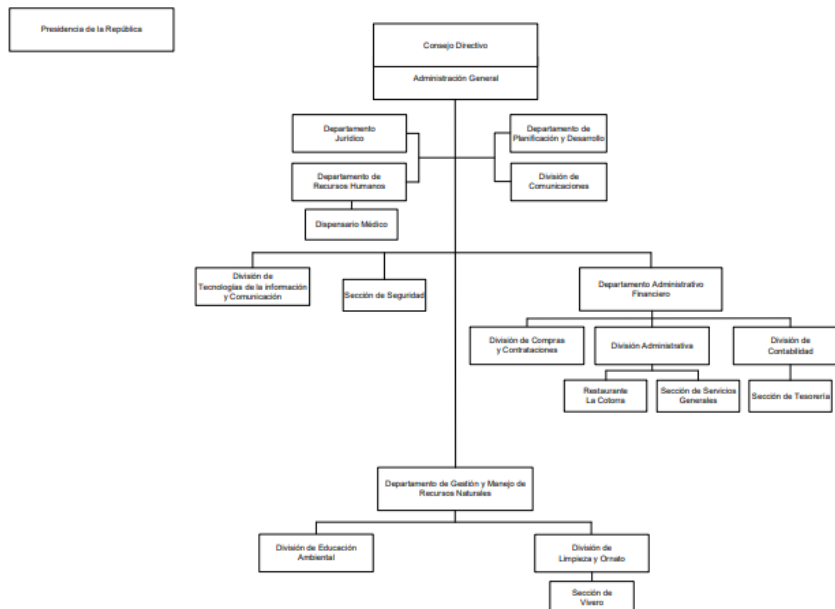 Presidencia de la República
Consejo Directivo
Administración General
Departamento
Jurídico
Departamento de
Planificación y Desarrollo
Departamento de
Recursos Humanos
División de
Comunicaciones
Dispensario Médico
División de
Tecnologías de la información
y Comunicación
Sección de Seguridad
Departamento Administrativo
Financiero
División de Compras
y Contrataciones
División Administrativa
División de
Contabilidad
Restaurante
La Cotorra
Sección de Servicios
Generales
Sección de Tesorería
Departamento de Gestión y Manejo de
Recursos Naturales
División de Educación
Ambiental
División de
Limpieza y Ornato
Sección de
Vivero